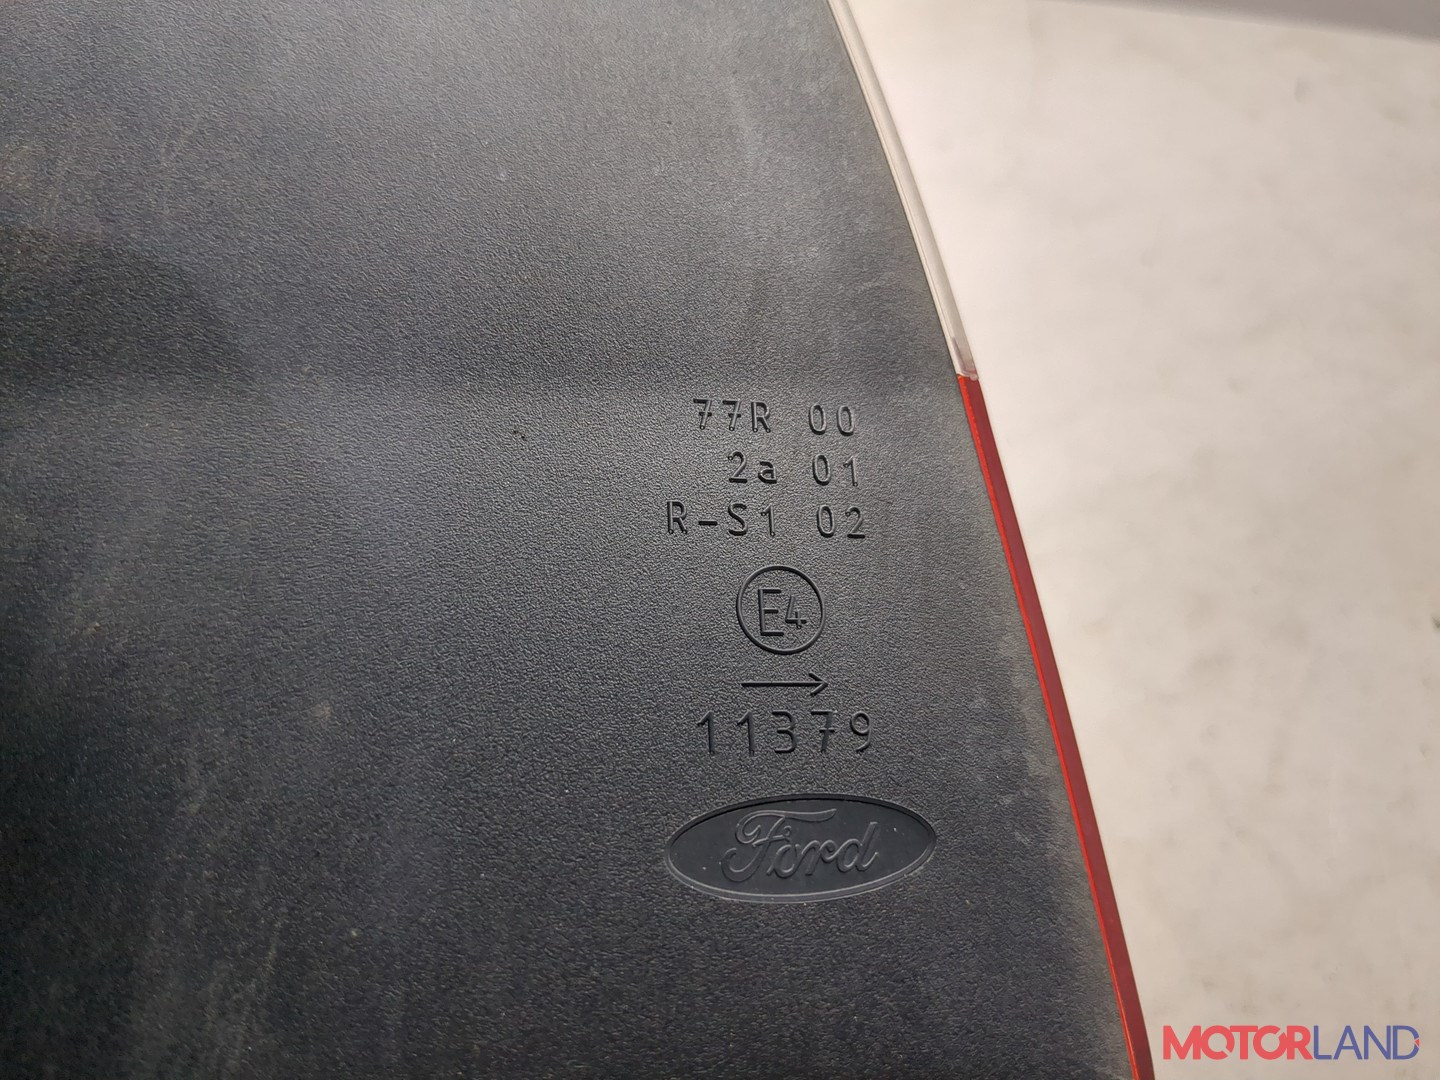 77R 00
2a 01
R-S1 02
E4
→
11379
Ford
MOTORLAND